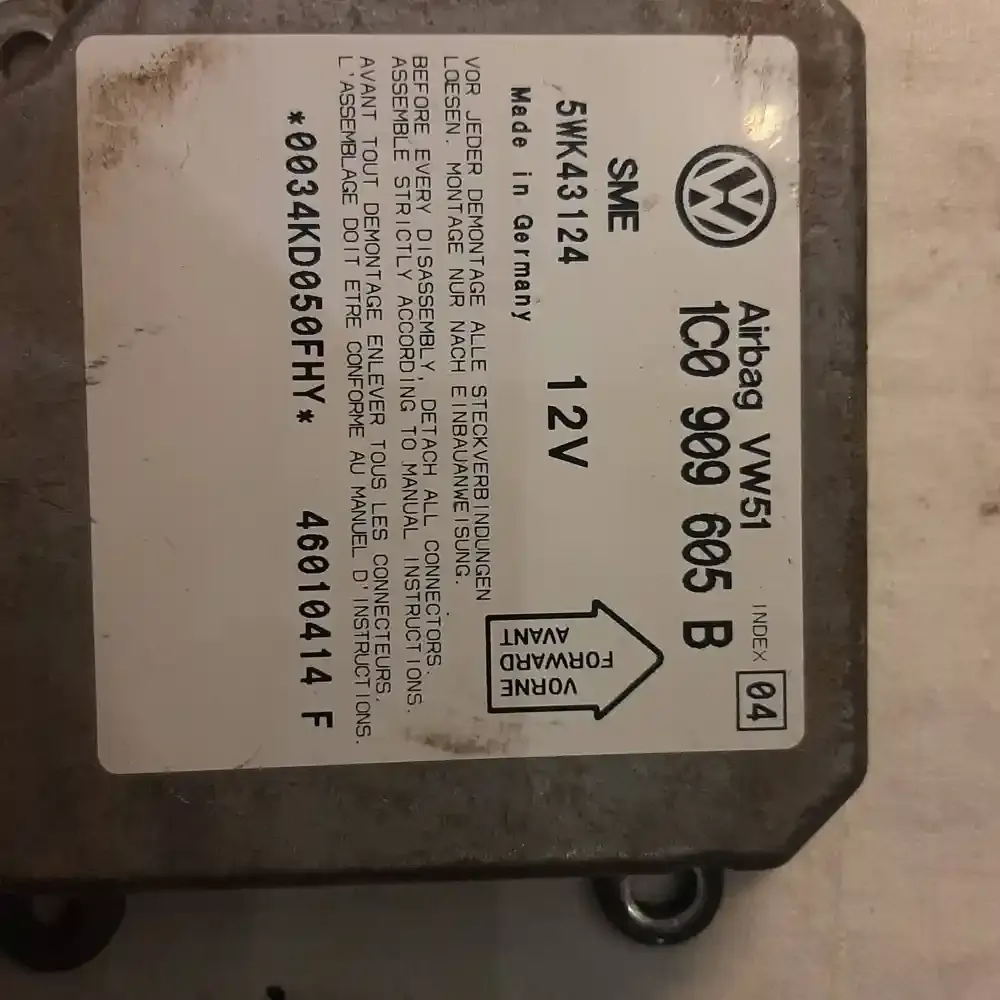 Airbag VW51
INDEX 04
1C0 909 605 B
SME
5WK43124
12V
Made in Germany
VORNE
FORWARD
AVANT
VOR JEDER DEMONTAGE ALLE STECKVERBINDUNGEN
LOESEN. MONTAGE NUR NACH EINBAUANWEISUNG.
BEFORE EVERY DISASSEMBLY, DETACH ALL CONNECTORS.
ASSEMBLE STRICTLY ACCORDING TO MANUAL INSTRUCTIONS.
AVANT TOUT DEMONTAGE ENLEVER TOUS LES CONNECTEURS.
L'ASSEMBLAGE DOIT ETRE CONFORME AU MANUEL D'INSTRUCTIONS.
*0034KD050FHY* 46010414 F